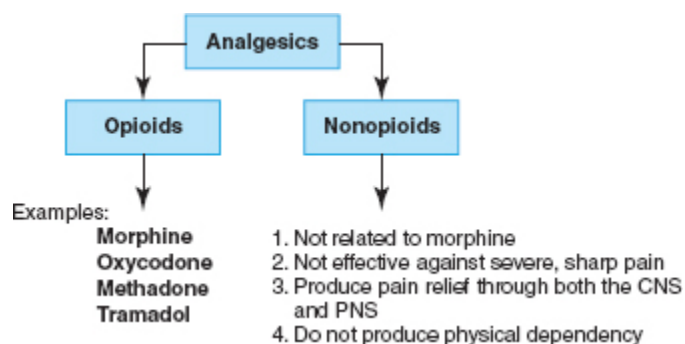 Analgesics
Opioids
Nonopioids
Examples:
Morphine
Oxycodone
Methadone
Tramadol
1. Not related to morphine
2. Not effective against severe, sharp pain
3. Produce pain relief through both the CNS
and PNS
4. Do not produce physical dependency